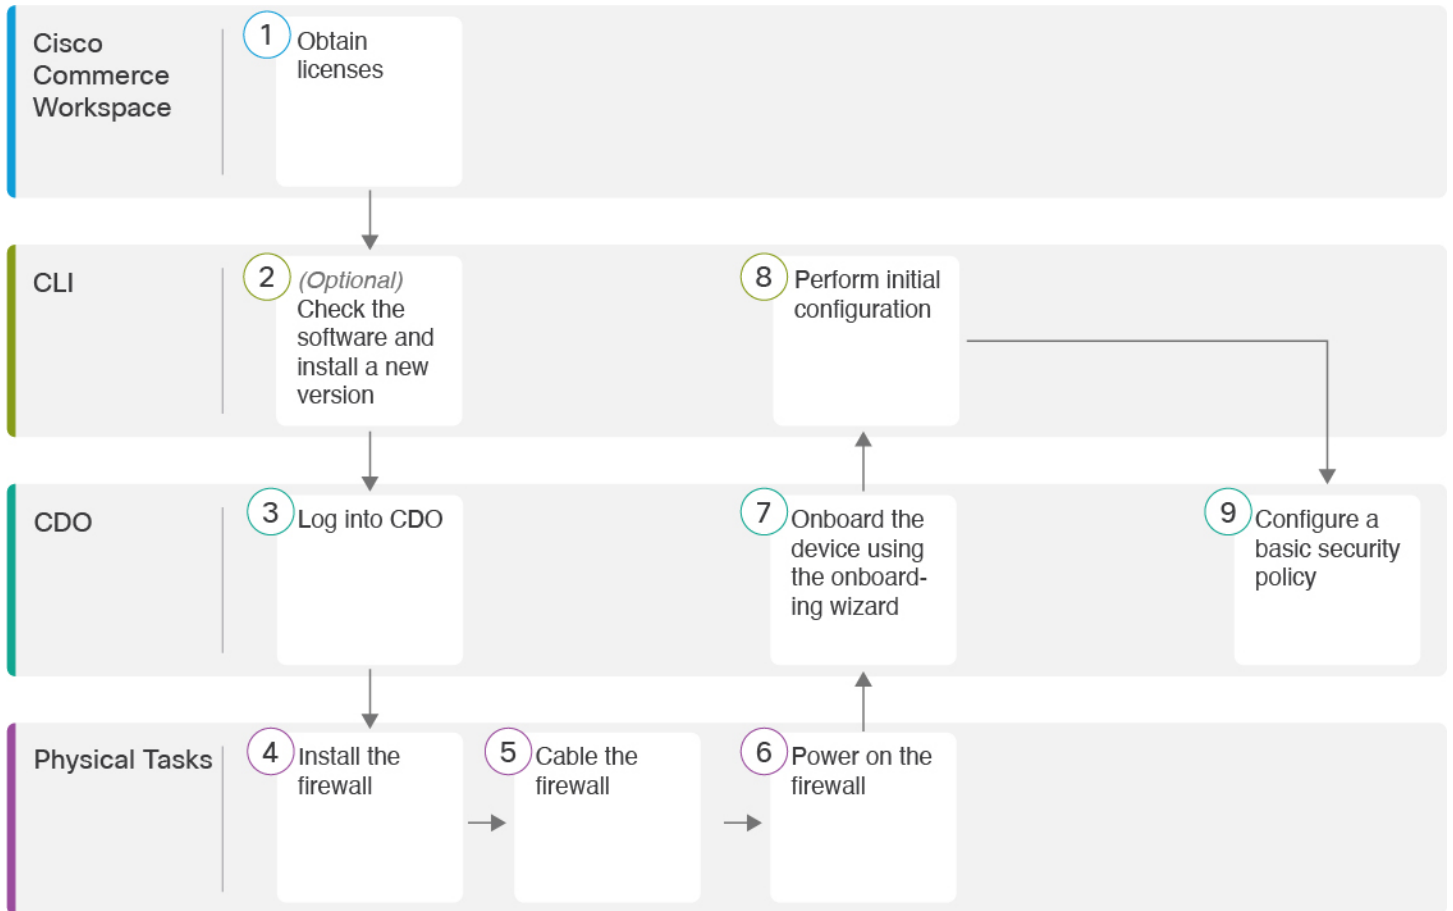 Cisco
Commerce
Workspace
1
Obtain
licenses
CLI
2
(Optional)
Check the
software and
install a new
version
8
Perform initial
configuration
CDO
3
Log into CDO
7
Onboard the
device using
the onboard-
ing wizard
9
Configure a
basic security
policy
Physical Tasks
4
Install the
firewall
5
Cable the
firewall
6
Power on the
firewall